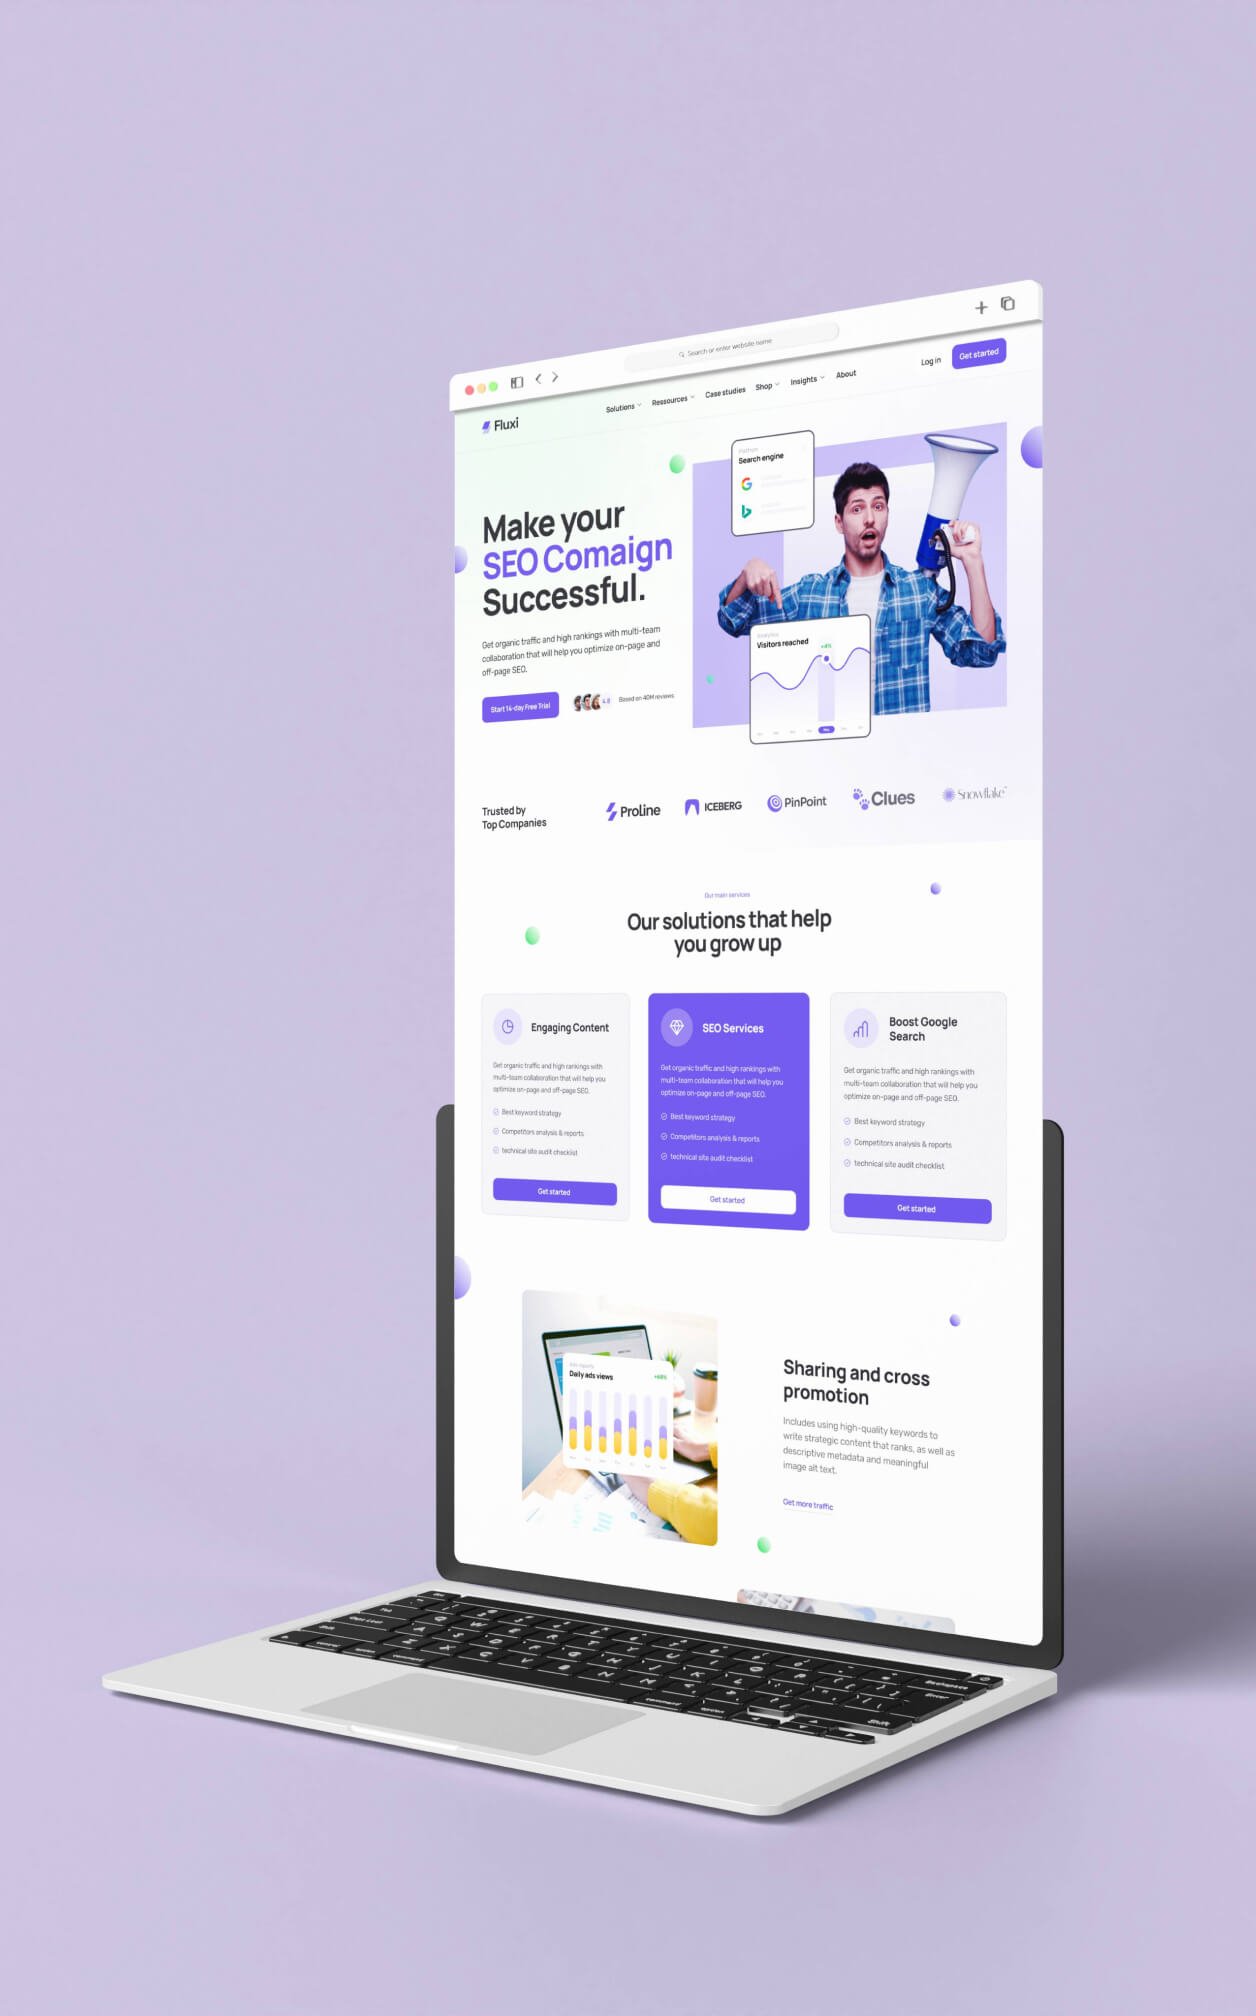 Search or enter website name
Fluxi
Solutions
Ressources
Case studies
Shop
Insights
About
Log in
Get started
Make your
SEO Comaign
Successful.
Get organic traffic and high rankings with multi-team
collaboration that will help you optimize on-page and
off-page SEO.
Start 14-day Free Trial
4.8
Based on 40M reviews
Search engine
Analytics
Visitors reached
Trusted by
Top Companies
Proline
ICEBERG
PinPoint
Clues
Snowflake
Our main services
Our solutions that help
you grow up
Engaging Content
Get organic traffic and high rankings with
multi-team collaboration that will help you
optimize on-page and off-page SEO.
Best keyword strategy
Competitors analysis & reports
technical site audit checklist
Get started
SEO Services
Get organic traffic and high rankings with
multi-team collaboration that will help you
optimize on-page and off-page SEO.
Best keyword strategy
Competitors analysis & reports
technical site audit checklist
Get started
Boost Google
Search
Get organic traffic and high rankings with
multi-team collaboration that will help you
optimize on-page and off-page SEO.
Best keyword strategy
Competitors analysis & reports
technical site audit checklist
Get started
Daily ads views
+68%
Sharing and cross
promotion
Includes using high-quality keywords to
write strategic content that ranks, as well as
descriptive metadata and meaningful
image alt text.
Get more traffic